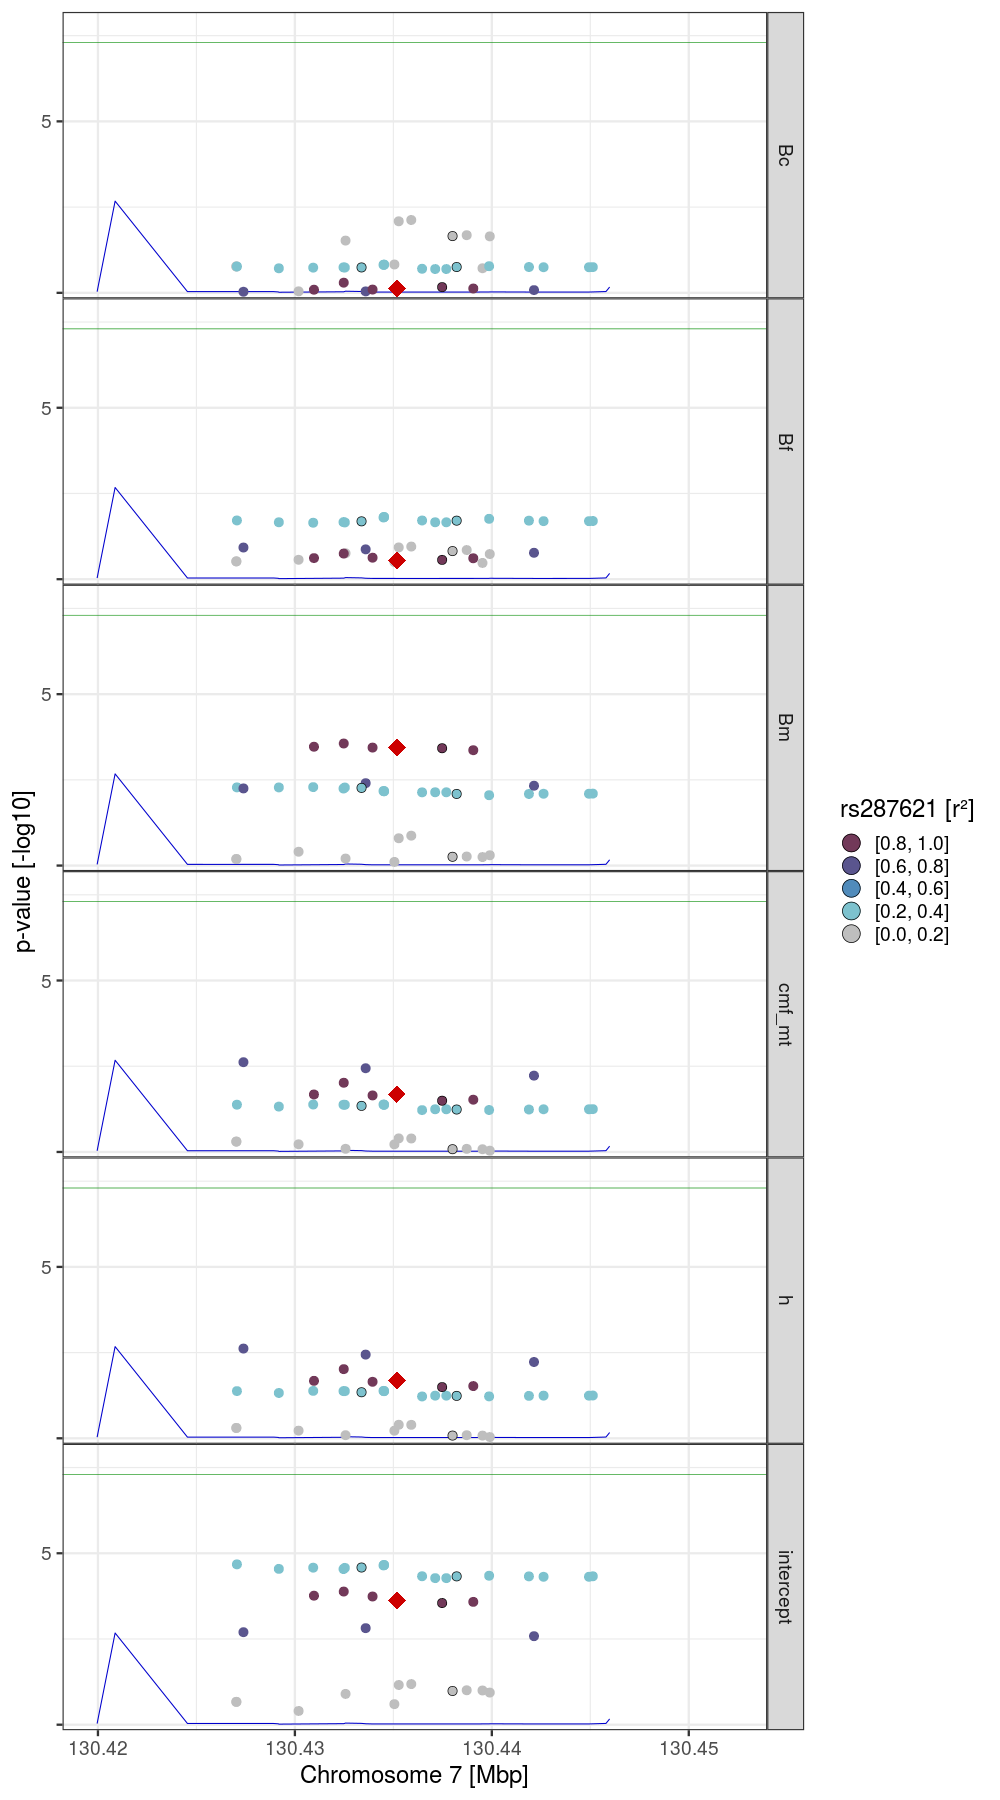 5
Bc
5
Bf
5
Bm
5
cmf_mt
5
h
5
intercept
p-value [-log10]
130.42
130.43
130.44
130.45
Chromosome 7 [Mbp]
rs287621 [r²]
[0.8, 1.0]
[0.6, 0.8]
[0.4, 0.6]
[0.2, 0.4]
[0.0, 0.2]